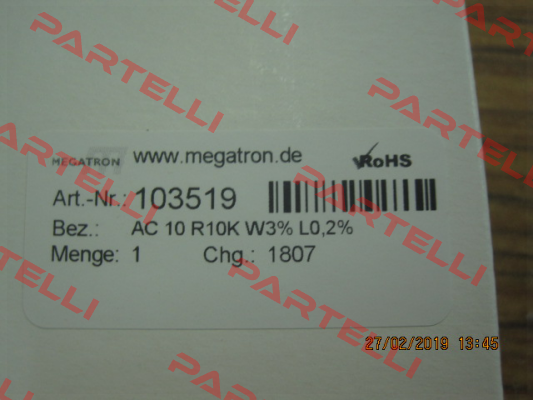 PARTELLI
PARTELLI
MEGATRON www.megatron.de RoHS
Art.-Nr.: 103519
Bez.: AC 10 R10K W3% L0,2%
Menge: 1 Chg.: 1807
PARTELLI
PARTELLI
PARTELLI
PARTELLI
27/02/2019 13:45
PARTELLI